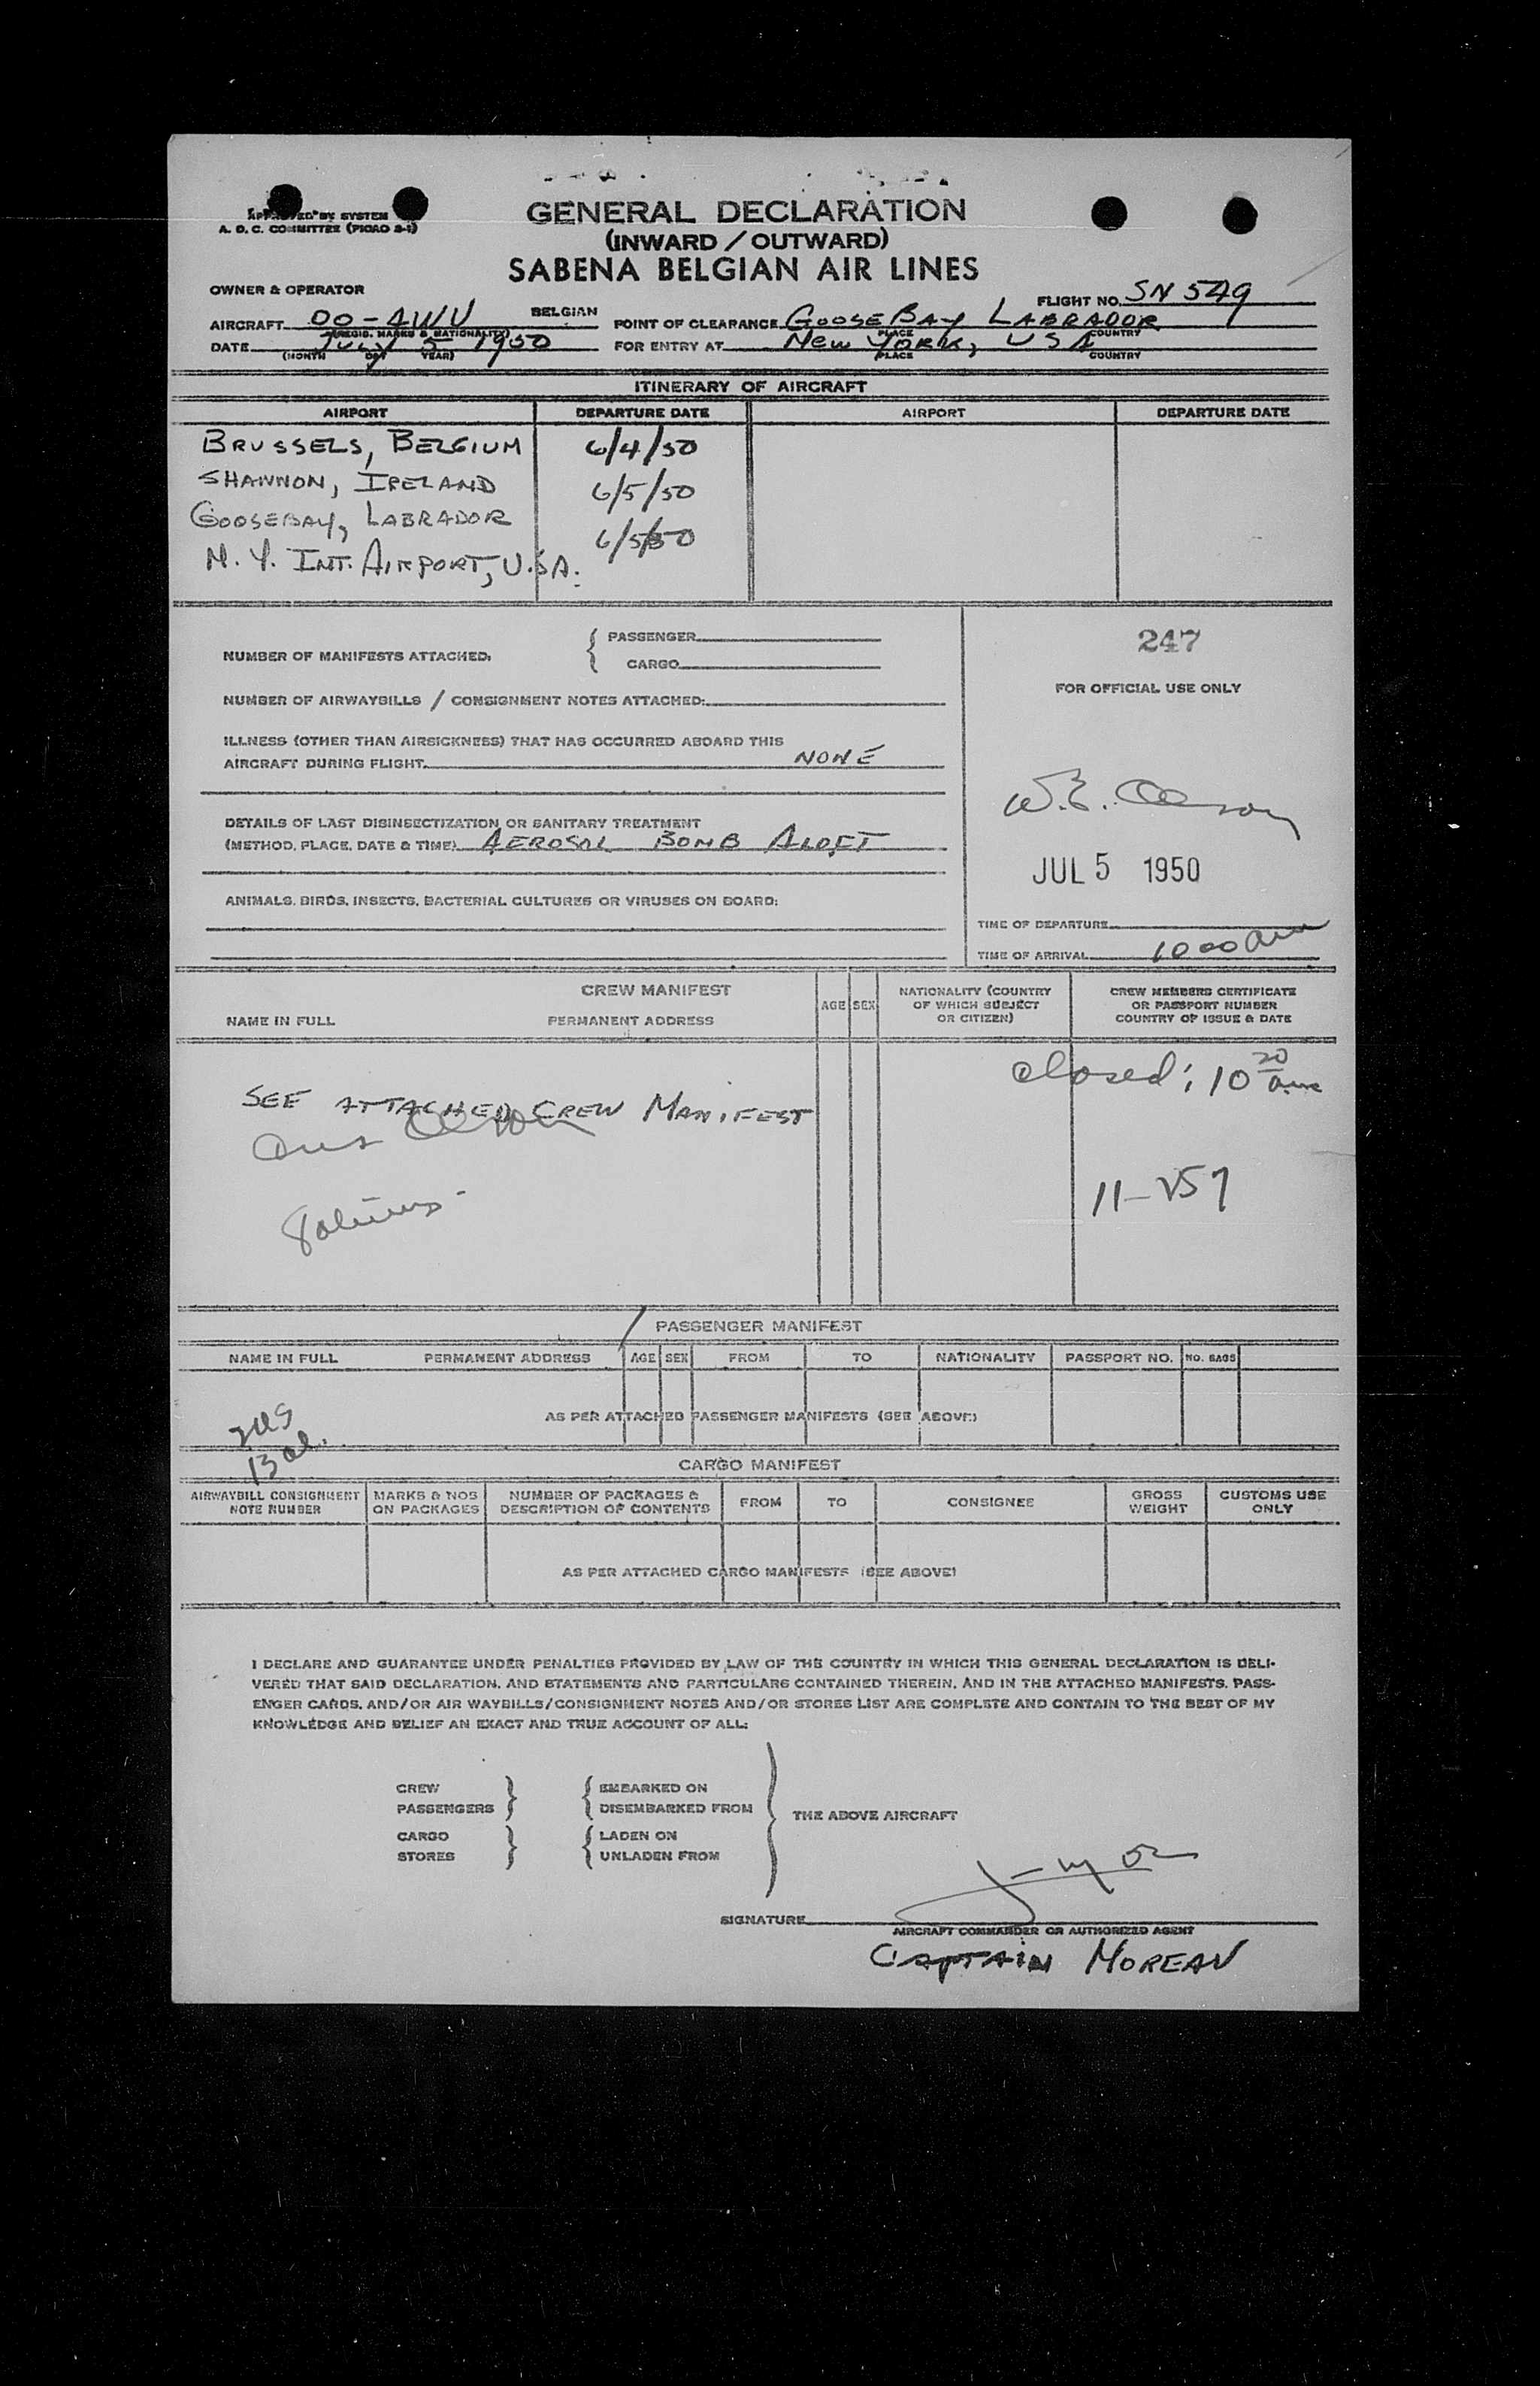 APPROVED BY SYSTEM
A. O. C. COMMITTEE (PICAO S-1)
GENERAL DECLARATION
(INWARD / OUTWARD)
SABENA BELGIAN AIR LINES
OWNER & OPERATOR
FLIGHT NO. SN 549
AIRCRAFT OO-AWV BELGIAN POINT OF CLEARANCE GOOSE BAY LABRADOR
(REGIS. MARKS & NATIONALITY) PLACE COUNTRY
DATE JULY 5 1950 FOR ENTRY AT NEW YORK, USA
(MONTH DAY YEAR) PLACE COUNTRY
ITINERARY OF AIRCRAFT
AIRPORT DEPARTURE DATE AIRPORT DEPARTURE DATE
BRUSSELS, BELGIUM 6/4/50
SHANNON, IRELAND 6/5/50
GOOSEBAY, LABRADOR 6/5/50
N. Y. INT. AIRPORT, U.SA.
247
NUMBER OF MANIFESTS ATTACHED: PASSENGER
CARGO
FOR OFFICIAL USE ONLY
NUMBER OF AIRWAYBILLS / CONSIGNMENT NOTES ATTACHED:
ILLNESS (OTHER THAN AIRSICKNESS) THAT HAS OCCURRED ABOARD THIS
AIRCRAFT DURING FLIGHT NONE
W.E.
DETAILS OF LAST DISINSECTIZATION OR SANITARY TREATMENT
(METHOD, PLACE, DATE & TIME) AEROSOL BOMB ALOFT
JUL 5 1950
ANIMALS, BIRDS, INSECTS, BACTERIAL CULTURES OR VIRUSES ON BOARD:
TIME OF DEPARTURE
TIME OF ARRIVAL 1000 am
CREW MANIFEST
NAME IN FULL PERMANENT ADDRESS
AGE SEX
NATIONALITY (COUNTRY
OF WHICH SUBJECT
OR CITIZEN)
CREW MEMBERS CERTIFICATE
OR PASSPORT NUMBER
COUNTRY OF ISSUE & DATE
closed: 10 20 am
SEE ATTACHED CREW MANIFEST
11-257
PASSENGER MANIFEST
NAME IN FULL PERMANENT ADDRESS AGE SEX FROM TO NATIONALITY PASSPORT NO. NO. BAGS
AS PER ATTACHED PASSENGER MANIFESTS (SEE ABOVE)
CARGO MANIFEST
AIRWAYBILL CONSIGNMENT
NOTE NUMBER
MARKS & NOS
ON PACKAGES
NUMBER OF PACKAGES &
DESCRIPTION OF CONTENTS
FROM TO CONSIGNEE
GROSS
WEIGHT
CUSTOMS USE
ONLY
AS PER ATTACHED CARGO MANIFESTS (SEE ABOVE)
I DECLARE AND GUARANTEE UNDER PENALTIES PROVIDED BY LAW OF THE COUNTRY IN WHICH THIS GENERAL DECLARATION IS DELI-
VERED THAT SAID DECLARATION, AND STATEMENTS AND PARTICULARS CONTAINED THEREIN, AND IN THE ATTACHED MANIFESTS, PASS-
ENGER CARDS, AND/OR AIR WAYBILLS/CONSIGNMENT NOTES AND/OR STORES LIST ARE COMPLETE AND CONTAIN TO THE BEST OF MY
KNOWLEDGE AND BELIEF AN EXACT AND TRUE ACCOUNT OF ALL:
CREW EMBARKED ON
PASSENGERS DISEMBARKED FROM
THE ABOVE AIRCRAFT
CARGO LADEN ON
STORES UNLADEN FROM
SIGNATURE
AIRCRAFT COMMANDER OR AUTHORIZED AGENT
CAPTAIN MOREAU